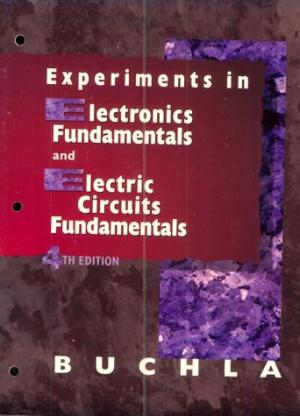 Experiments in
Electronics
Fundamentals
and
Electric
Circuits
Fundamentals
4TH EDITION
BUCHLA